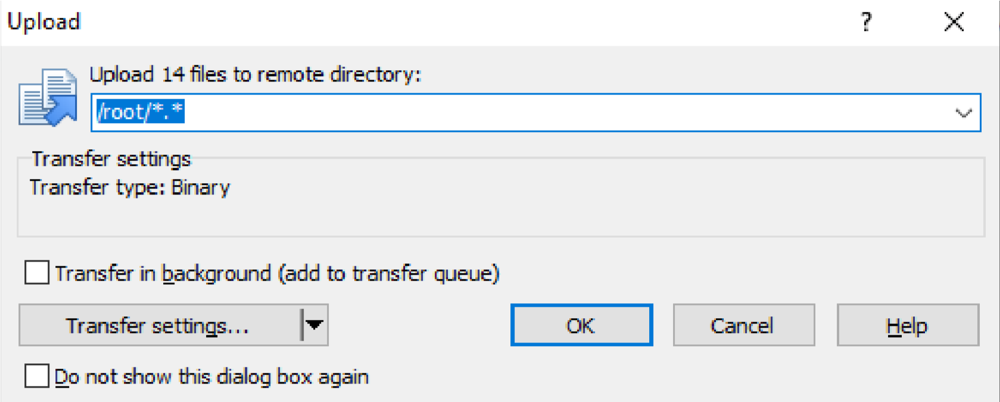 Upload
?
Upload 14 files to remote directory:
/root/*.*
Transfer settings
Transfer type: Binary
Transfer in background (add to transfer queue)
Transfer settings...
OK
Cancel
Help
Do not show this dialog box again